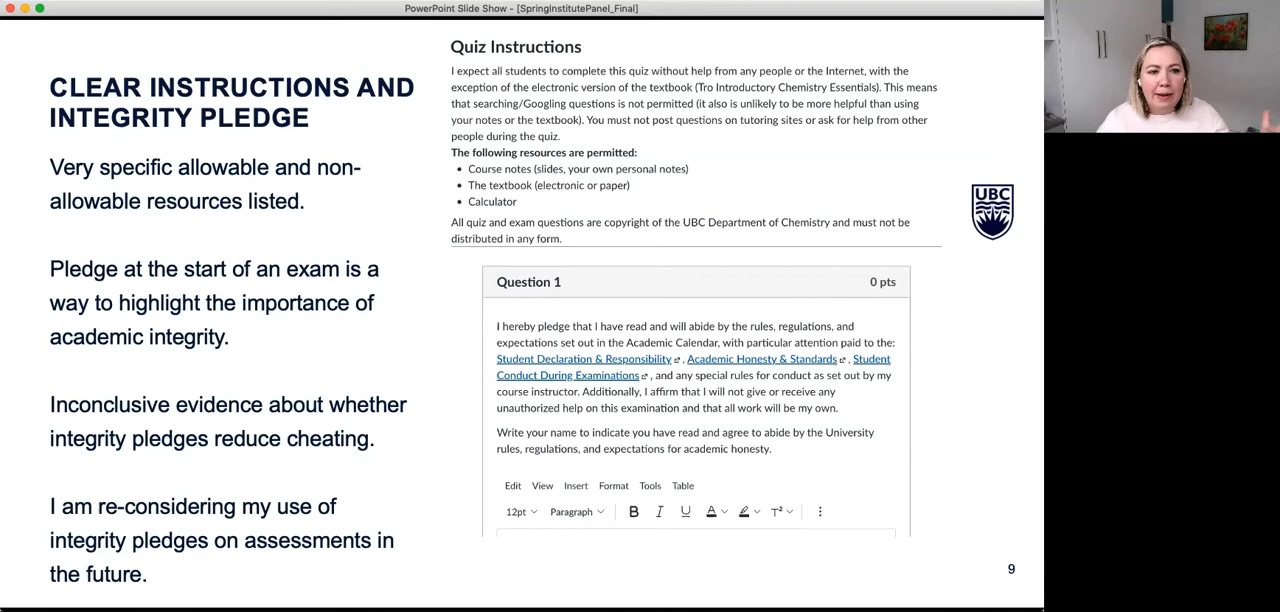 PowerPoint Slide Show - [SpringInstitutePanel_Final]
CLEAR INSTRUCTIONS AND
INTEGRITY PLEDGE
Very specific allowable and non-
allowable resources listed.
Pledge at the start of an exam is a
way to highlight the importance of
academic integrity.
Inconclusive evidence about whether
integrity pledges reduce cheating.
I am re-considering my use of
integrity pledges on assessments in
the future.
Quiz Instructions
I expect all students to complete this quiz without help from any people or the Internet, with the
exception of the electronic version of the textbook (Tro Introductory Chemistry Essentials). This means
that searching/Googling questions is not permitted (it also is unlikely to be more helpful than using
your notes or the textbook). You must not post questions on tutoring sites or ask for help from other
people during the quiz.
The following resources are permitted:
• Course notes (slides, your own personal notes)
• The textbook (electronic or paper)
• Calculator
All quiz and exam questions are copyright of the UBC Department of Chemistry and must not be
distributed in any form.
Question 1 0 pts
I hereby pledge that I have read and will abide by the rules, regulations, and
expectations set out in the Academic Calendar, with particular attention paid to the:
Student Declaration & Responsibility, Academic Honesty & Standards, Student
Conduct During Examinations, and any special rules for conduct as set out by my
course instructor. Additionally, I affirm that I will not give or receive any
unauthorized help on this examination and that all work will be my own.
Write your name to indicate you have read and agree to abide by the University
rules, regulations, and expectations for academic honesty.
Edit View Insert Format Tools Table
12pt Paragraph B I U A T²
UBC
9